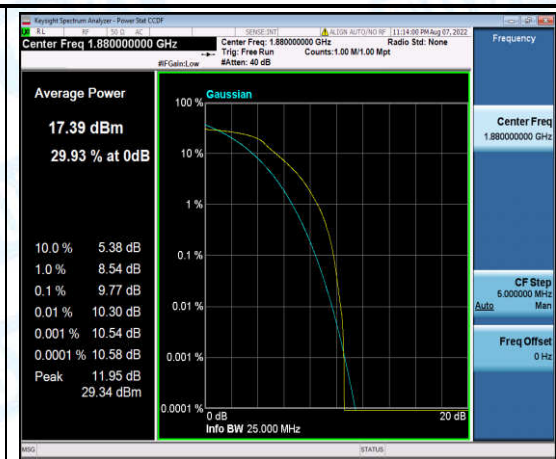 Keysight Spectrum Analyzer - Power Stat CCDF
RL RF 50 Ω AC SENSE:INT ALIGN AUTO/NO RF 11:14:00 PM Aug 07, 2022
Center Freq 1.880000000 GHz
Center Freq: 1.880000000 GHz Radio Std: None
Trig: Free Run Counts:1.00 M/1.00 Mpt
#IFGain:Low #Atten: 40 dB
Frequency
Average Power
17.39 dBm
29.93 % at 0dB
10.0 % 5.38 dB
1.0 % 8.54 dB
0.1 % 9.77 dB
0.01 % 10.30 dB
0.001 % 10.54 dB
0.0001 % 10.58 dB
Peak 11.95 dB
29.34 dBm
Gaussian
100 %
10 %
1 %
0.1 %
0.01 %
0.001 %
0.0001 %
0 dB 20 dB
Info BW 25.000 MHz
Center Freq
1.880000000 GHz
CF Step
5.000000 MHz
Auto Man
Freq Offset
0 Hz
MSG STATUS